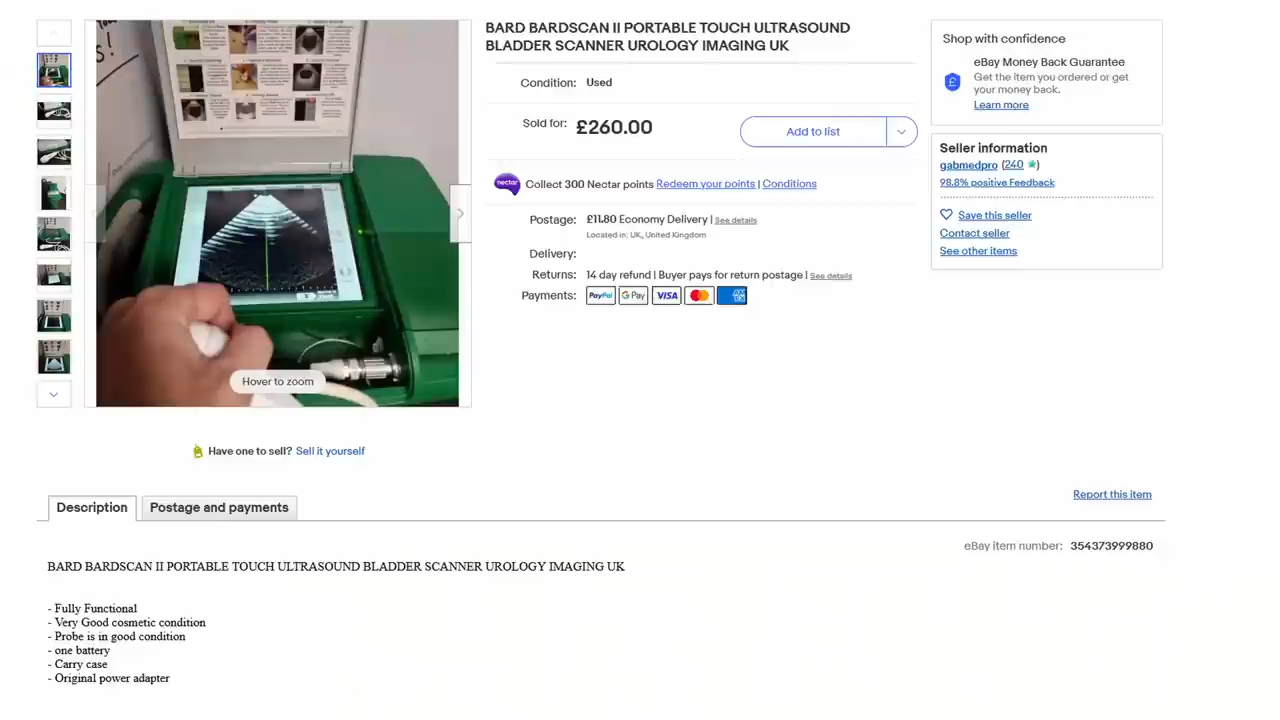 BARD BARDSCAN II PORTABLE TOUCH ULTRASOUND
BLADDER SCANNER UROLOGY IMAGING UK
Condition: Used
Sold for: £260.00
Add to list
nectar
Collect 300 Nectar points Redeem your points | Conditions
Postage: £11.80 Economy Delivery | See details
Located in: UK, United Kingdom
Delivery:
Returns: 14 day refund | Buyer pays for return postage | See details
Payments: PayPal G Pay VISA
Shop with confidence
eBay Money Back Guarantee
Get the item you ordered or get
your money back.
Learn more
Seller information
gabmedpro (240 )
98.8% positive Feedback
Save this seller
Contact seller
See other items
Hover to zoom
Have one to sell? Sell it yourself
Report this item
Description
Postage and payments
eBay item number: 354373999880
BARD BARDSCAN II PORTABLE TOUCH ULTRASOUND BLADDER SCANNER UROLOGY IMAGING UK
- Fully Functional
- Very Good cosmetic condition
- Probe is in good condition
- one battery
- Carry case
- Original power adapter